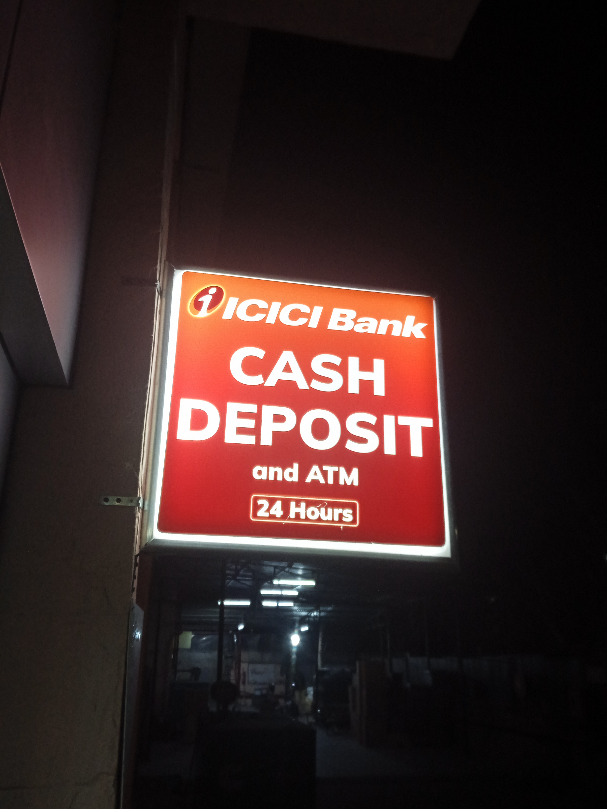 i ICICI Bank
CASH
DEPOSIT
and ATM
24 Hours